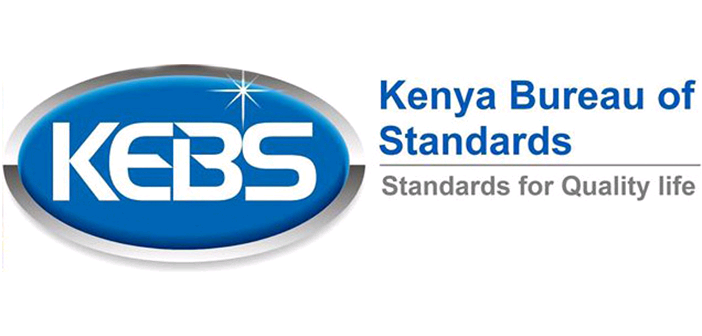 KEBS
Kenya Bureau of
Standards
Standards for Quality life